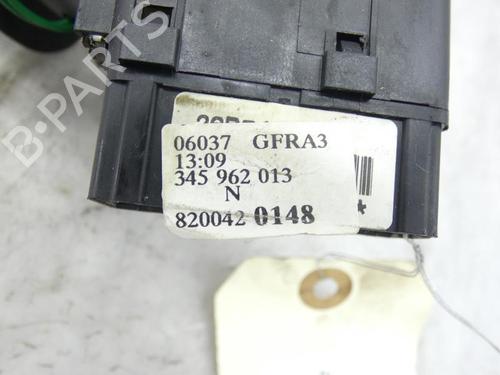 B-PARTS
06037 GFRA3
13:09
345 962 013
N
820042 0148
*